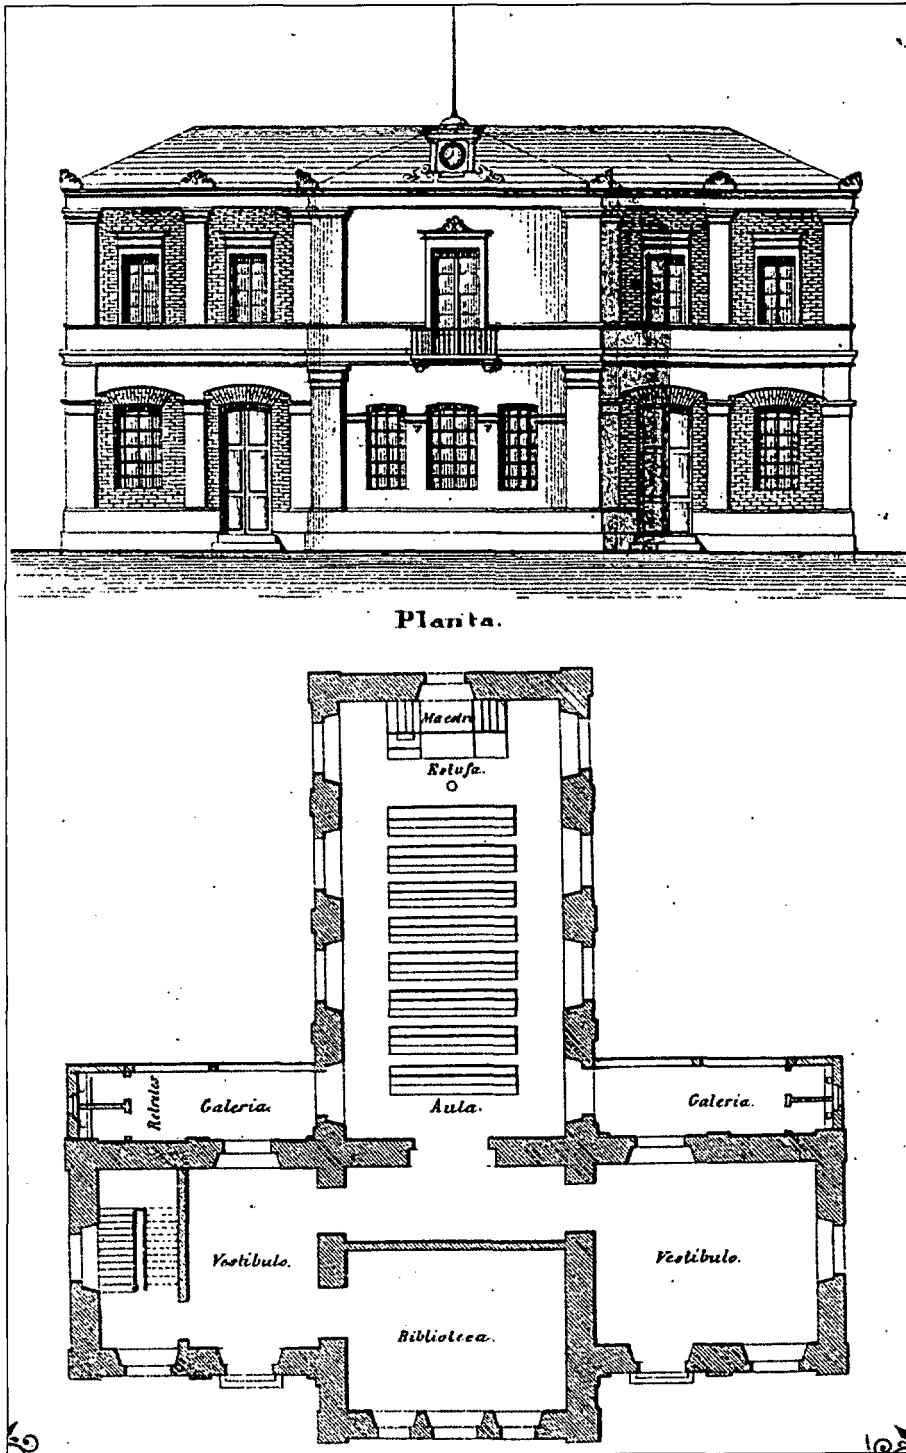 Planta.
Maestro
Estufa.
Retretes
Galeria.
Aula.
Galeria.
Vestibulo.
Vestibulo.
Biblioteca.